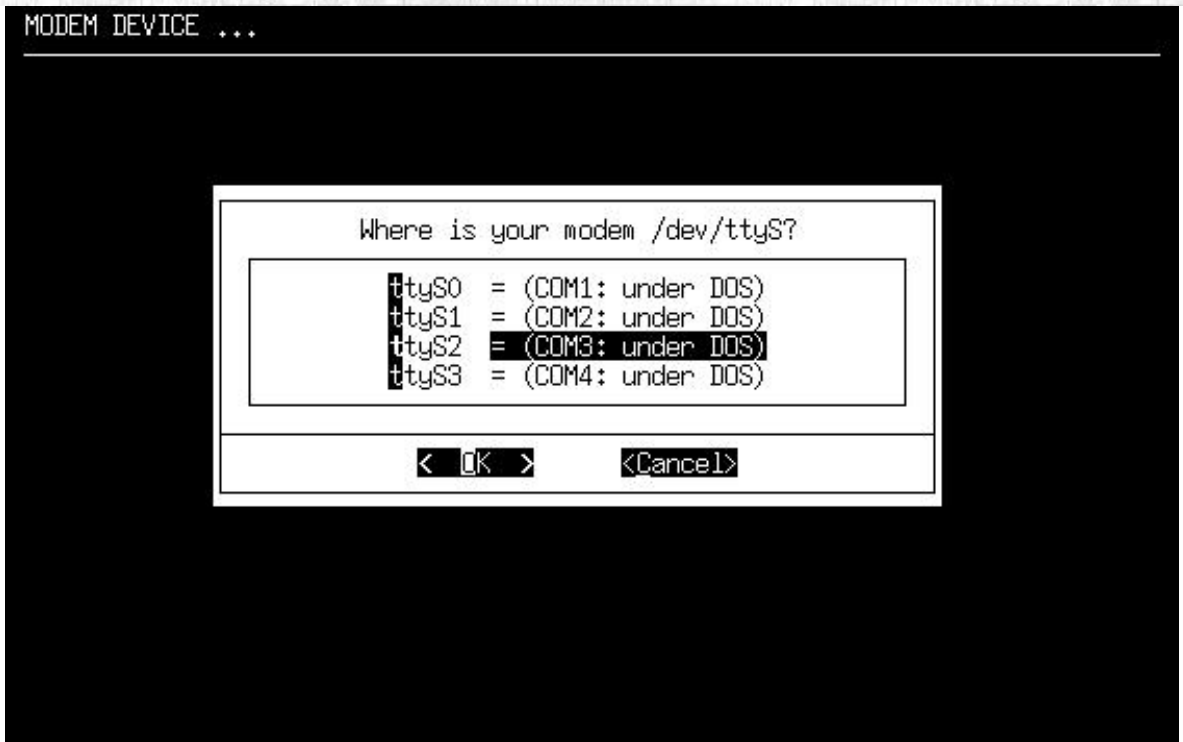 MODEM DEVICE ...
Where is your modem /dev/ttyS?
ttyS0 = (COM1: under DOS)
ttyS1 = (COM2: under DOS)
ttyS2 = (COM3: under DOS)
ttyS3 = (COM4: under DOS)
< OK > <Cancel>